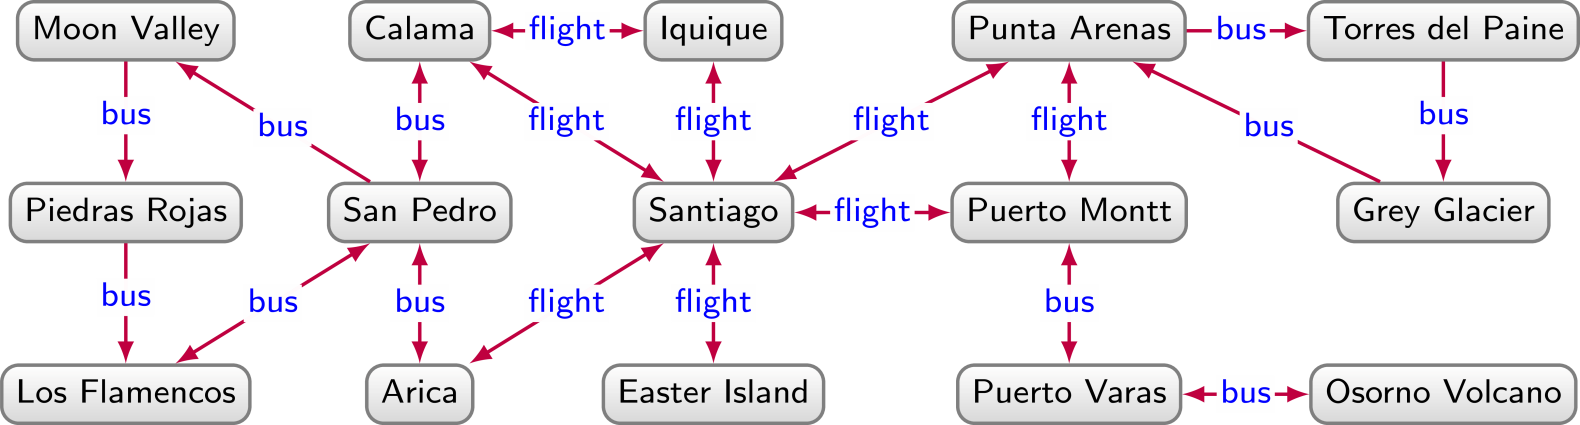 Moon Valley
Calama
flight
Iquique
Punta Arenas
bus
Torres del Paine
bus
bus
bus
flight
flight
flight
flight
bus
bus
Piedras Rojas
San Pedro
Santiago
flight
Puerto Montt
Grey Glacier
bus
bus
bus
flight
flight
bus
Los Flamencos
Arica
Easter Island
Puerto Varas
bus
Osorno Volcano